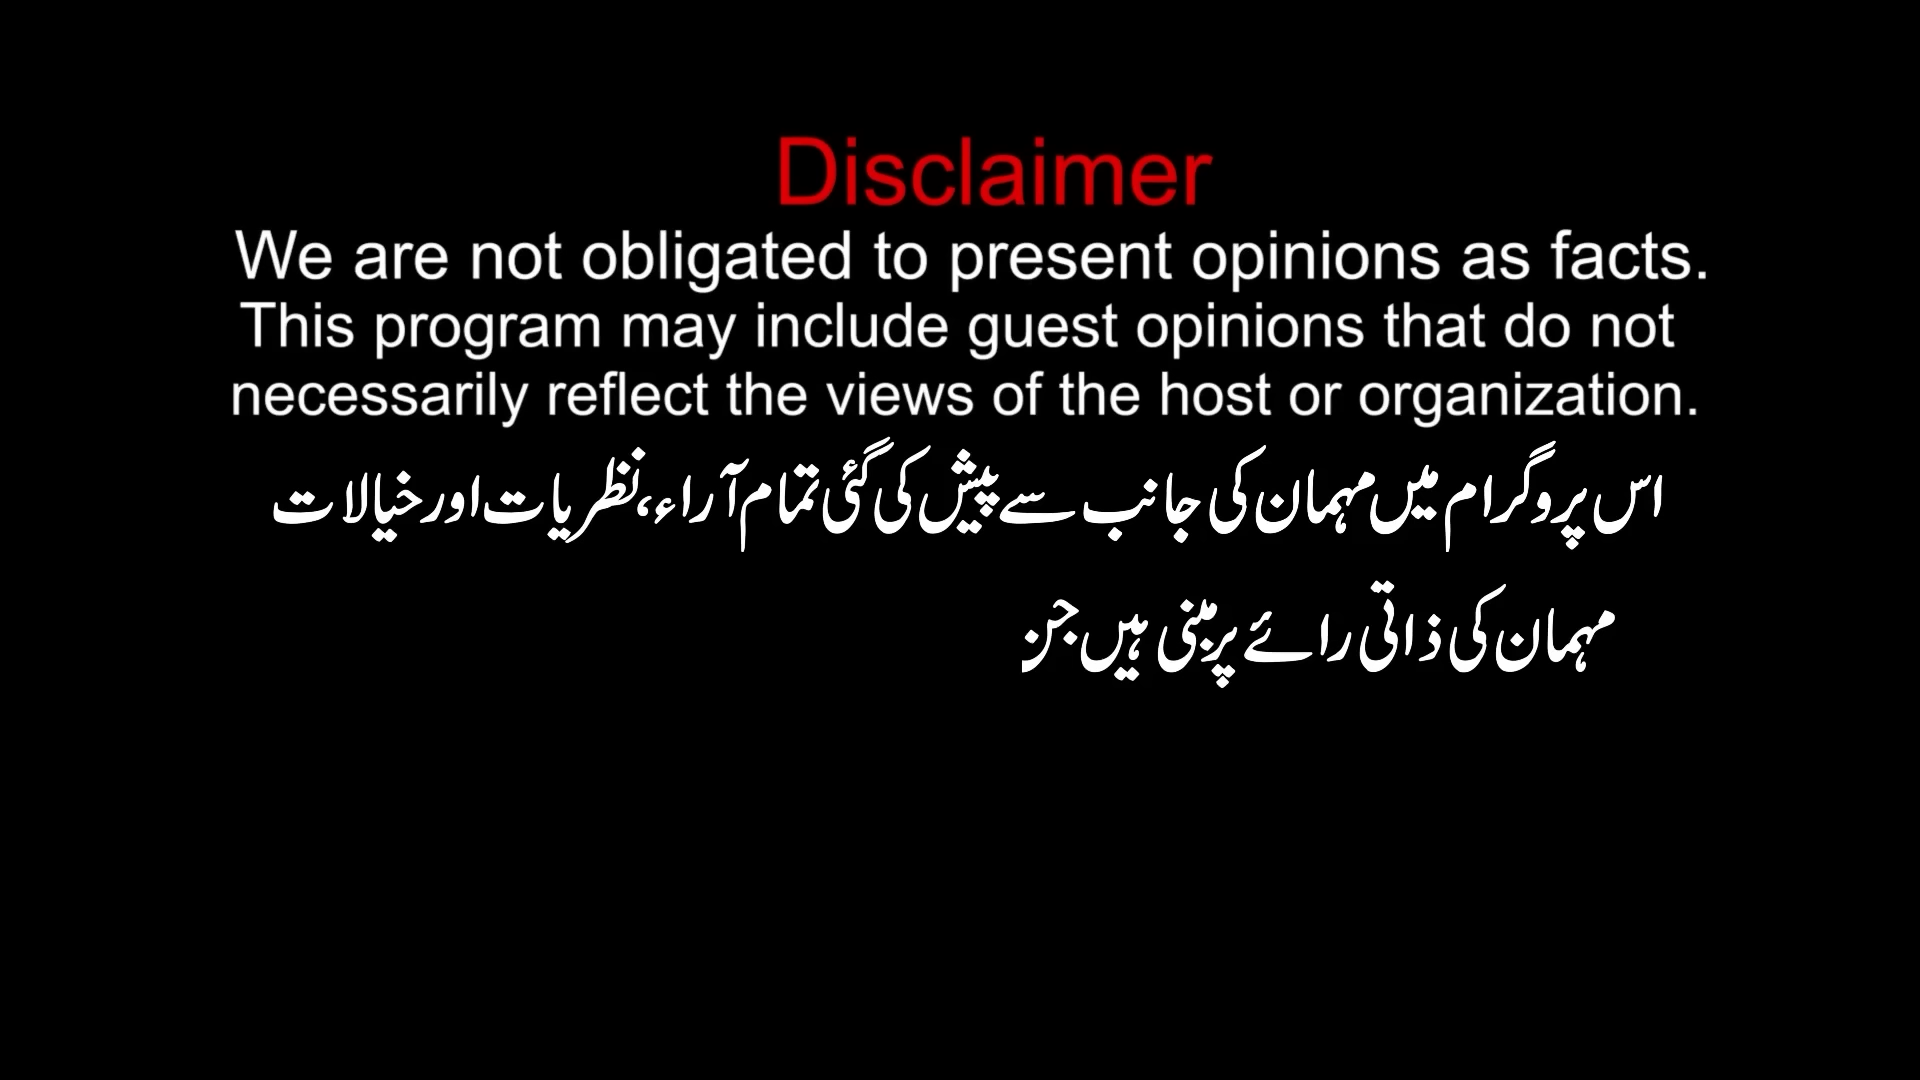 Disclaimer
We are not obligated to present opinions as facts.
This program may include guest opinions that do not
necessarily reflect the views of the host or organization.
اس پروگرام میں مہمان کی جانب سے پیش کی گئی تمام آراء، نظریات اور خیالات
مہمان کی ذاتی رائے پر مبنی ہیں جن